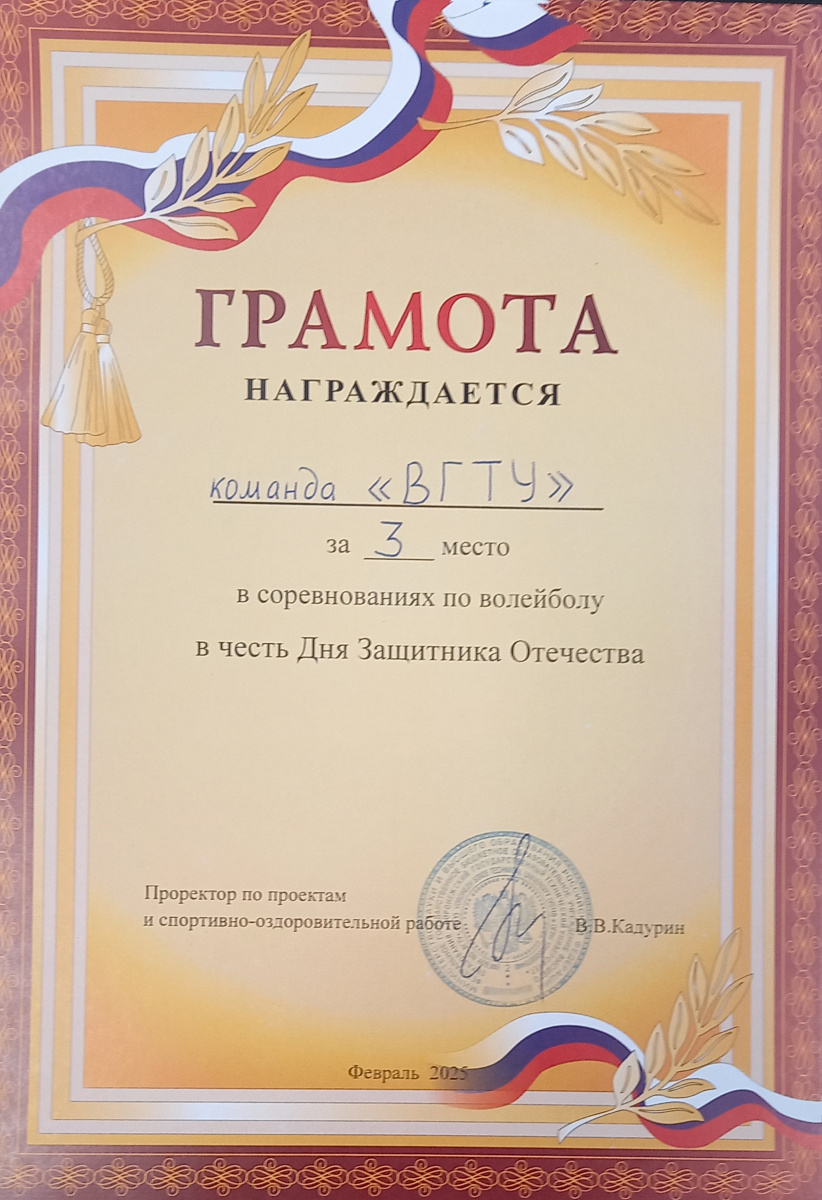 ГРАМОТА
НАГРАЖДАЕТСЯ
команда «ВГТУ»
за 3 место
в соревнованиях по волейболу
в честь Дня Защитника Отечества
Проректор по проектам
и спортивно-оздоровительной работе В.В.Кадурин
Февраль 2025